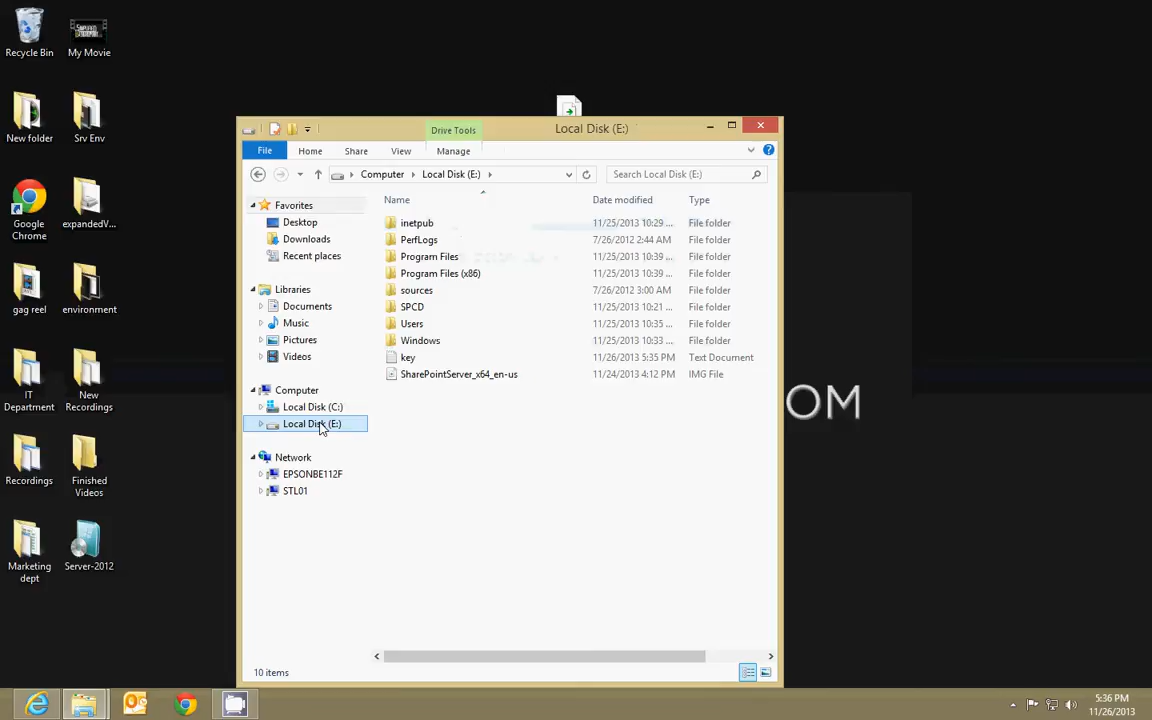 Recycle Bin
My Movie
New folder
Srv Env
Google
Chrome
expandedV...
gag reel
environment
IT
Department
New
Recordings
Recordings
Finished
Videos
Marketing
dept
Server-2012
Drive Tools
Local Disk (E:)
File
Home
Share
View
Manage
Computer
Local Disk (E:)
Search Local Disk (E:)
Favorites
Desktop
Downloads
Recent places
Libraries
Documents
Music
Pictures
Videos
Computer
Local Disk (C:)
Local Disk (E:)
Network
EPSONBE112F
STL01
Name Date modified Type
inetpub 11/25/2013 10:29 ... File folder
PerfLogs 7/26/2012 2:44 AM File folder
Program Files 11/25/2013 10:39 ... File folder
Program Files (x86) 11/25/2013 10:39 ... File folder
sources 7/26/2012 3:00 AM File folder
SPCD 11/25/2013 10:21 ... File folder
Users 11/25/2013 10:35 ... File folder
Windows 11/25/2013 10:33 ... File folder
key 11/26/2013 5:35 PM Text Document
SharePointServer_x64_en-us 11/24/2013 4:12 PM IMG File
10 items
OM
5:36 PM
11/26/2013